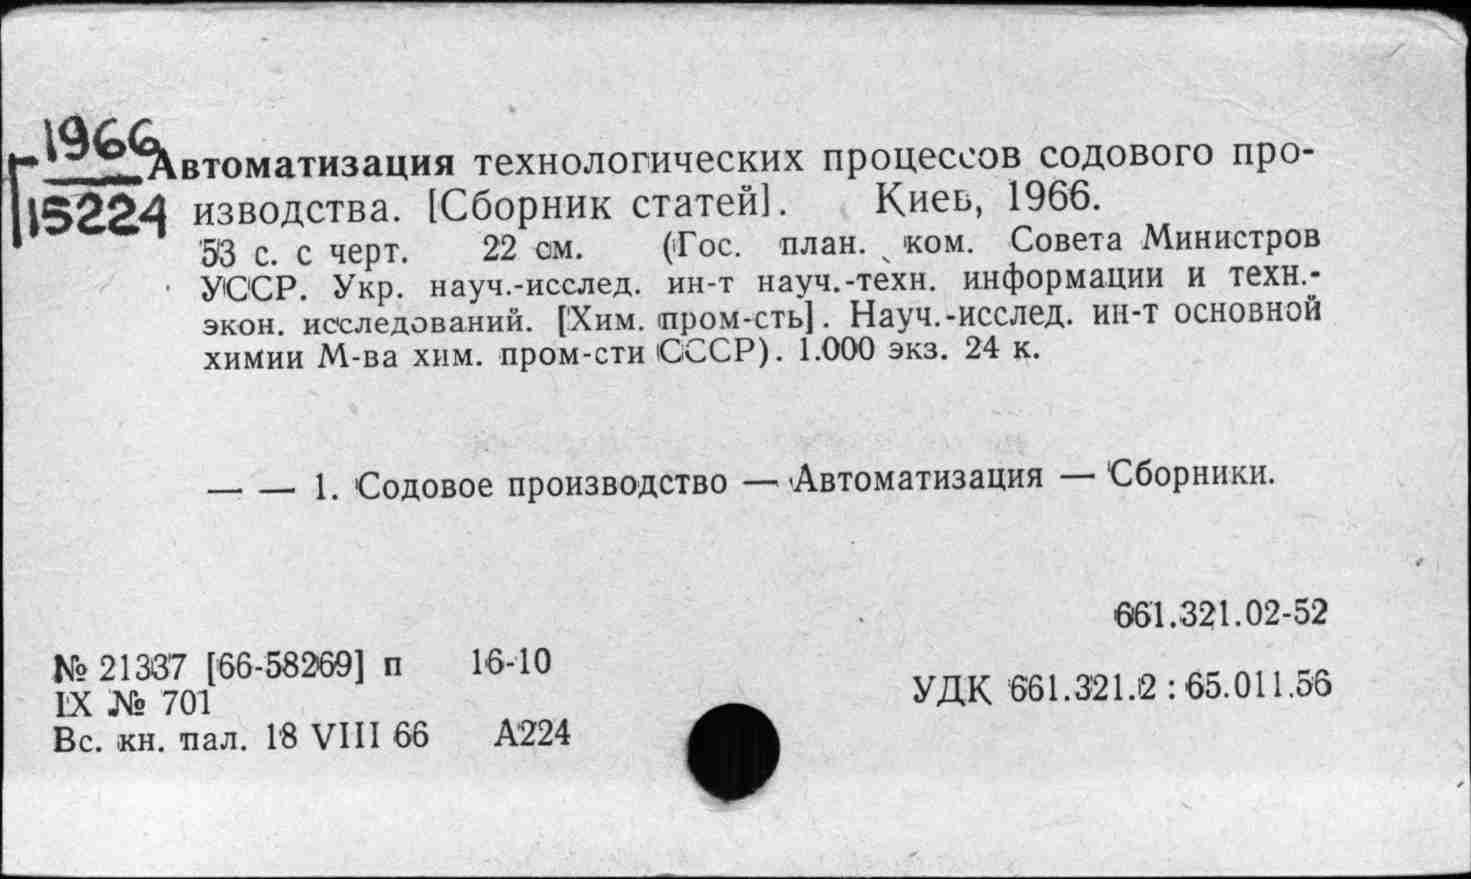 1966
15224
Автоматизация технологических процессов содового про-
изводства. [Сборник статей]. Киев, 1966.
53 с. с черт. 22 см. (Гос. план. ком. Совета Министров
УССР. Укр. науч.-исслед. ин-т науч.-техн. информации и техн.-
экон. исследований. [Хим. пром-сть]. Науч.-исслед. ин-т основной
химии М-ва хим. пром-сти СССР). 1.000 экз. 24 к.
— — 1. Содовое производство — Автоматизация — Сборники.
661.321.02-52
№ 21337 [66-58269] п 16-10
IX № 701
УДК 661.321.2 : 65.011.56
Вс. кн. пал. 18 VIII 66 А224